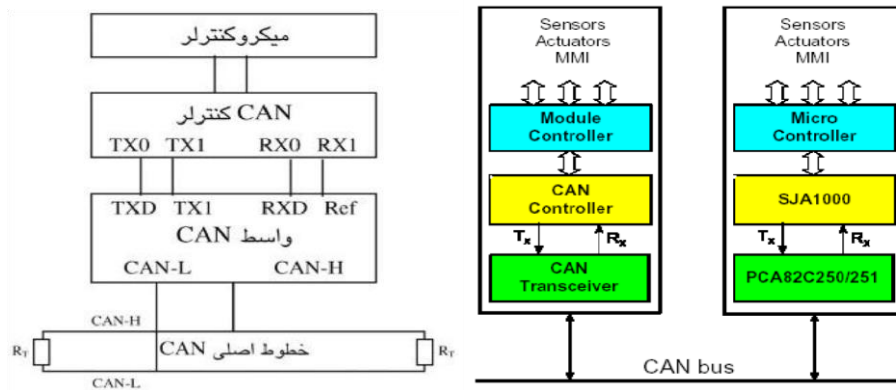 میکروکنترلر
کنترلر CAN
TX0 TX1 RX0 RX1
TXD TX1 RXD Ref
واسط CAN
CAN-L CAN-H
CAN-H
R_T خطوط اصلی CAN R_T
CAN-L
Sensors
Actuators
MMI
Module
Controller
CAN
Controller
Tx Rx
CAN
Transceiver
Sensors
Actuators
MMI
Micro
Controller
SJA1000
Tx Rx
PCA82C250/251
CAN bus